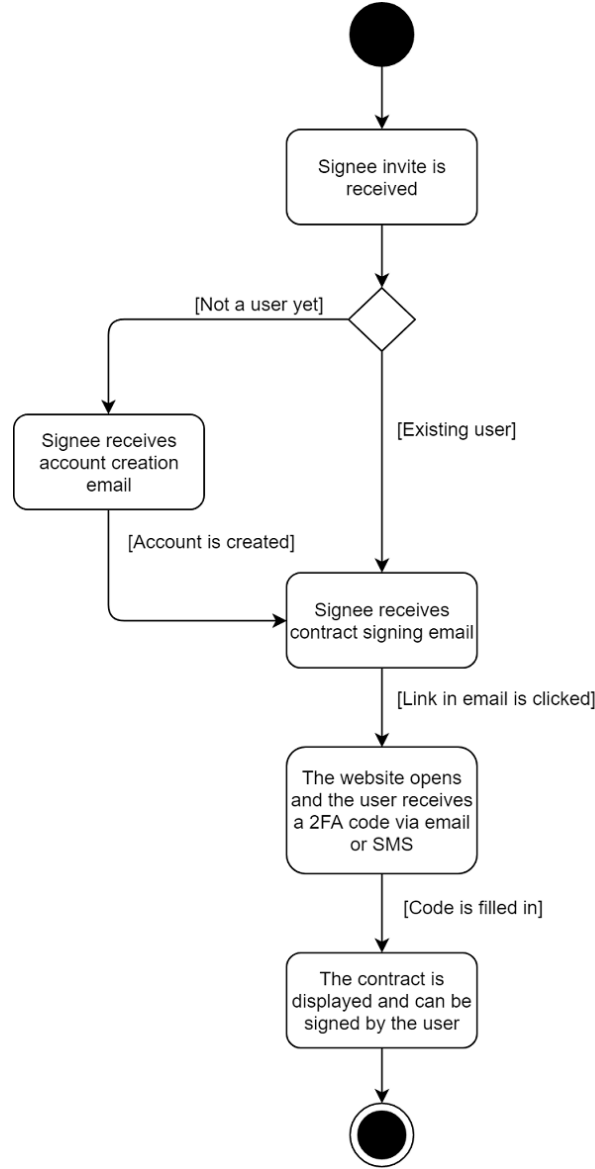 Signee invite is
received
[Not a user yet]
[Existing user]
Signee receives
account creation
email
[Account is created]
Signee receives
contract signing email
[Link in email is clicked]
The website opens
and the user receives
a 2FA code via email
or SMS
[Code is filled in]
The contract is
displayed and can be
signed by the user